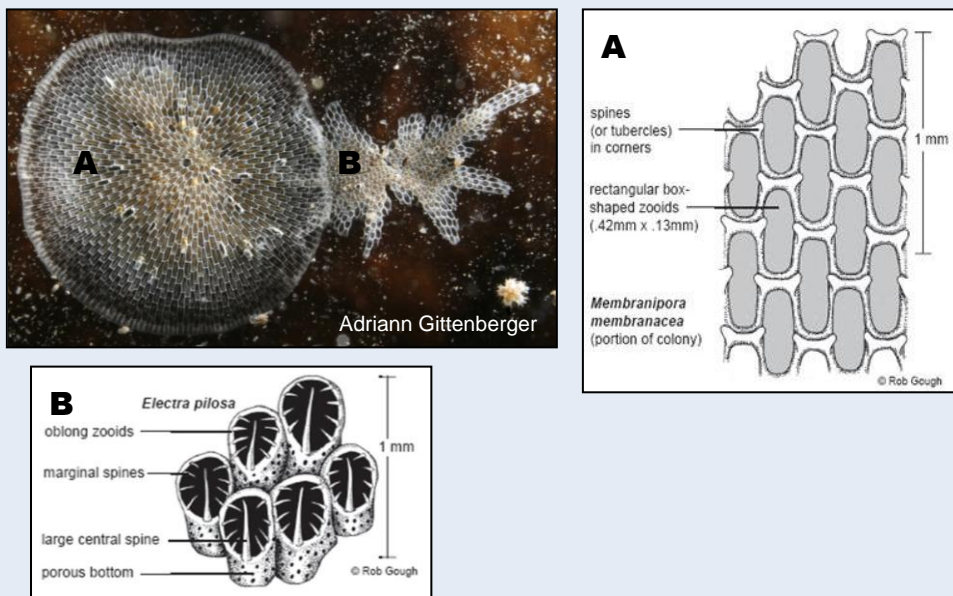 A
B
Adriann Gittenberger
A
spines
(or tubercles)
in corners
1 mm
rectangular box-
shaped zooids
(.42mm x .13mm)
Membranipora
membranacea
(portion of colony)
© Rob Gough
B
Electra pilosa
oblong zooids
1 mm
marginal spines
large central spine
porous bottom
© Rob Gough